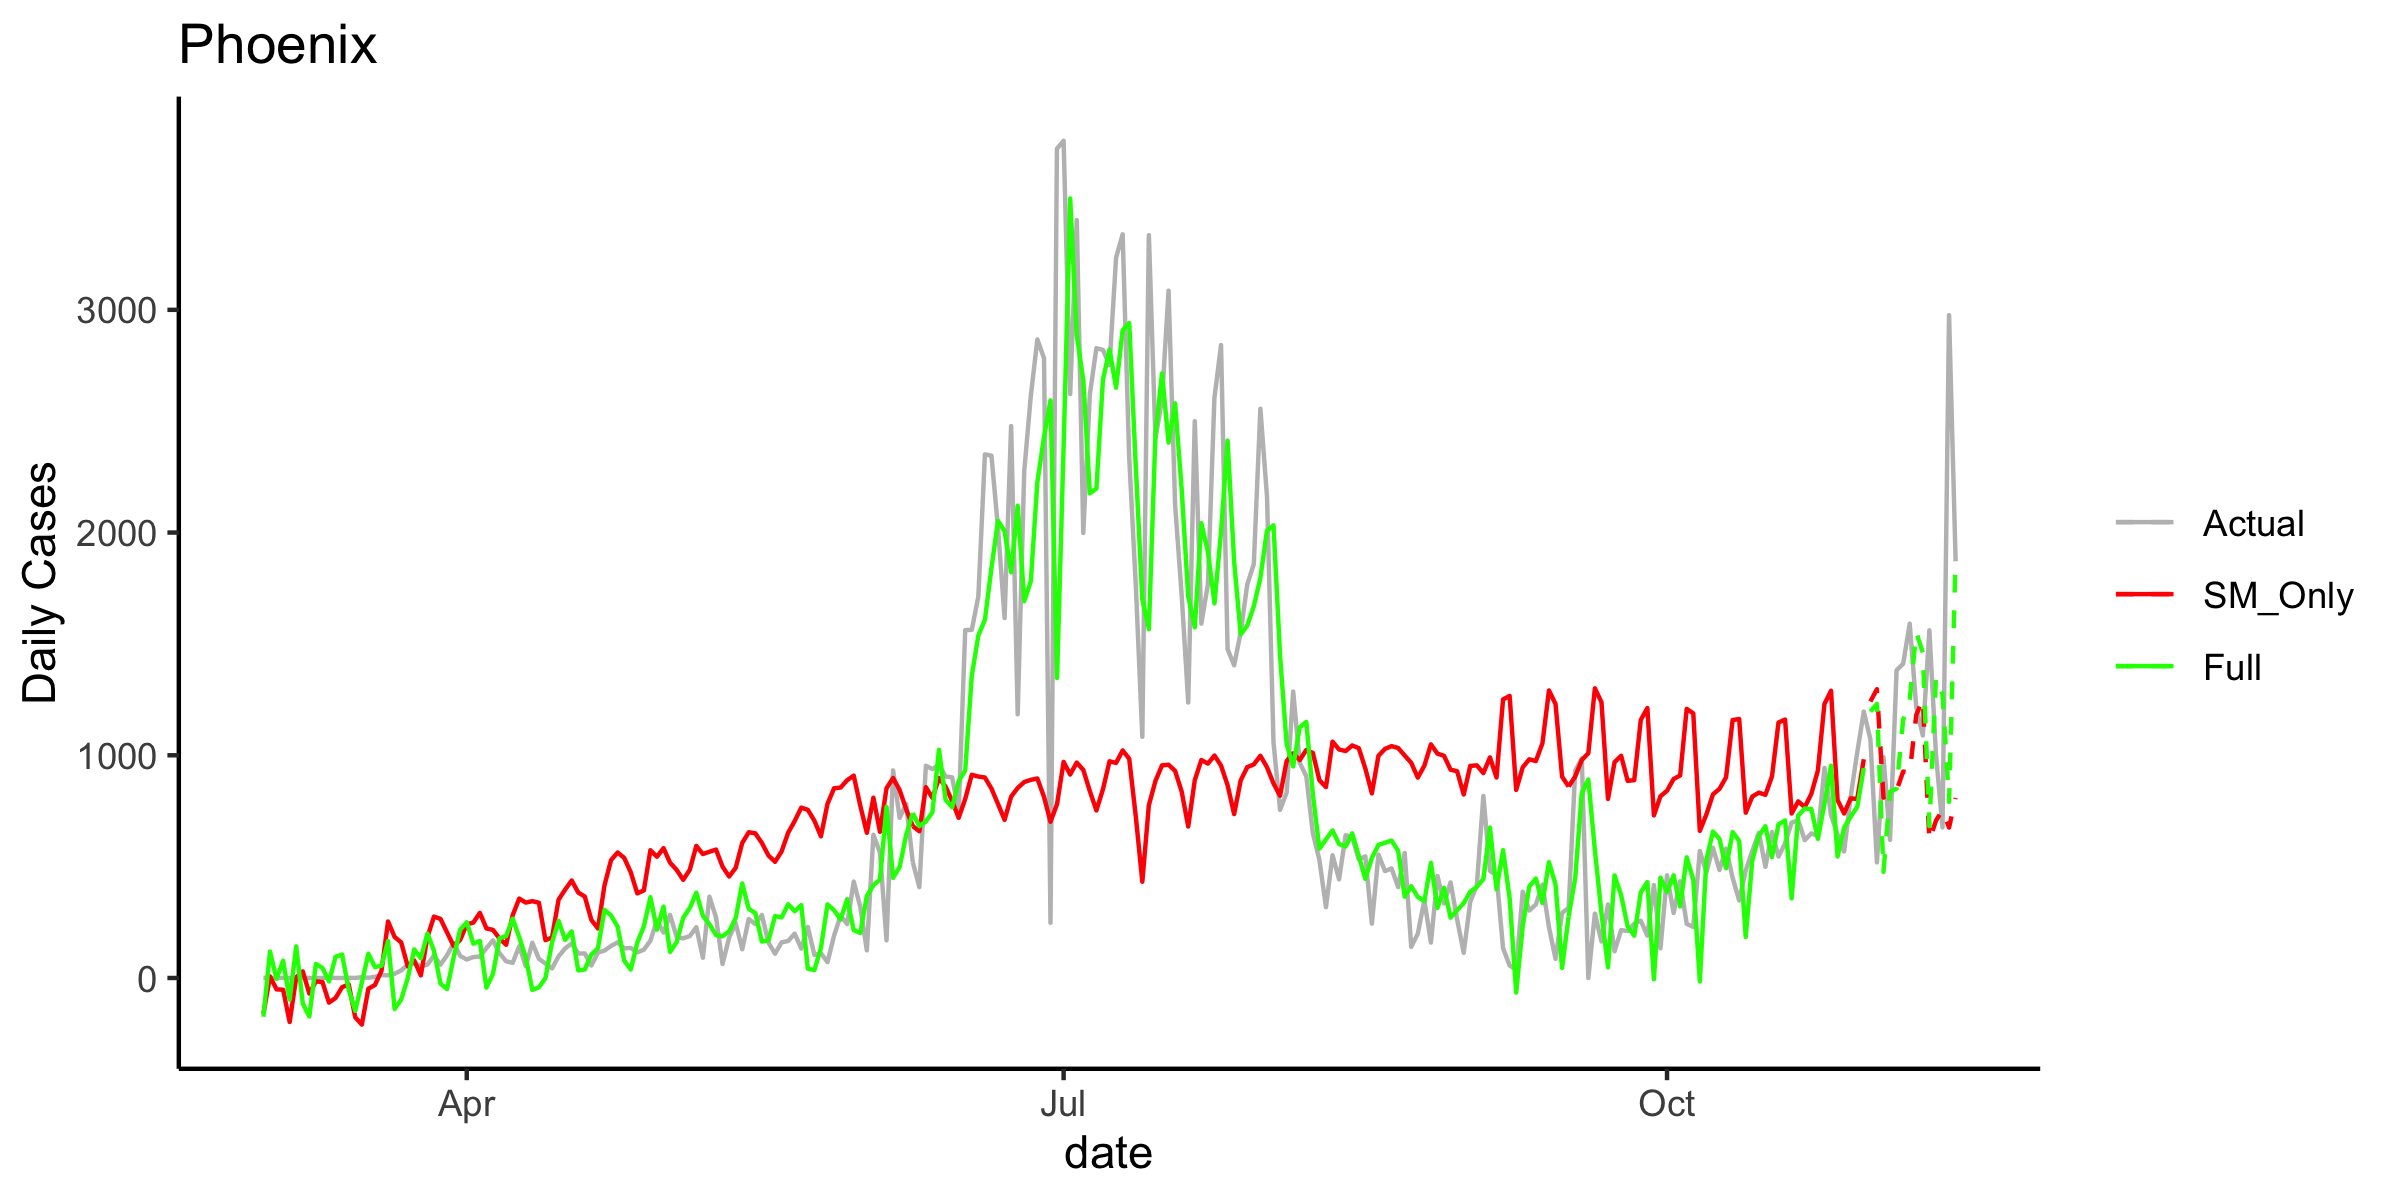 Phoenix
Daily Cases
3000
2000
1000
0
Apr
Jul
Oct
date
Actual
SM_Only
Full